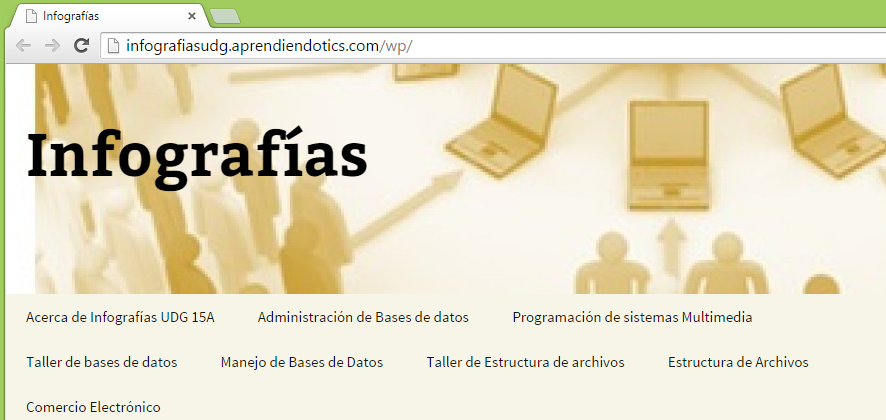 Infografías
infografiasudg.aprendiendotics.com/wp/
Infografías
Acerca de Infografías UDG 15A Administración de Bases de datos Programación de sistemas Multimedia
Taller de bases de datos Manejo de Bases de Datos Taller de Estructura de archivos Estructura de Archivos
Comercio Electrónico